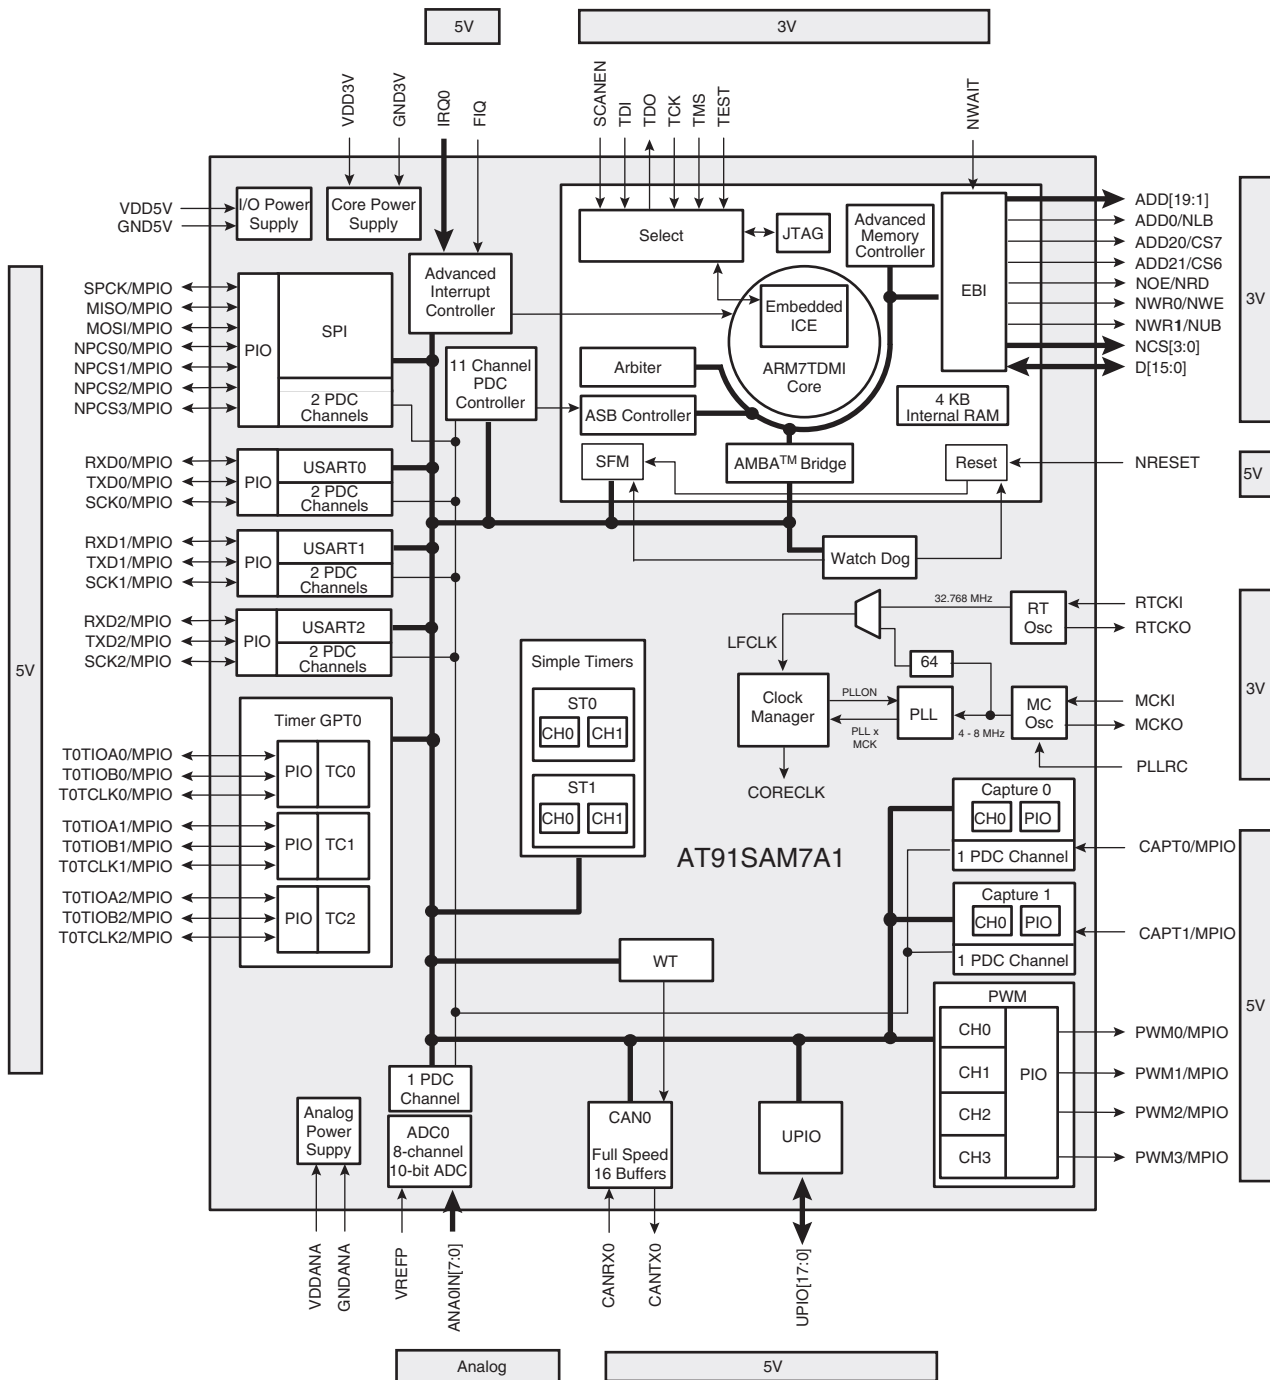 5V
3V
VDD3V
GND3V
IRQ0
FIQ
SCANEN
TDI
TDO
TCK
TMS
TEST
NWAIT
VDD5V
GND5V
I/O Power
Supply
Core Power
Supply
Select
JTAG
Advanced
Memory
Controller
EBI
ADD[19:1]
ADD0/NLB
ADD20/CS7
ADD21/CS6
NOE/NRD
NWR0/NWE
NWR1/NUB
NCS[3:0]
D[15:0]
3V
5V
SPCK/MPIO
MISO/MPIO
MOSI/MPIO
NPCS0/MPIO
NPCS1/MPIO
NPCS2/MPIO
NPCS3/MPIO
PIO
SPI
2 PDC
Channels
Advanced
Interrupt
Controller
11 Channel
PDC
Controller
Embedded
ICE
ARM7TDMI
Core
Arbiter
ASB Controller
4 KB
Internal RAM
SFM
AMBA™ Bridge
Reset
NRESET
5V
RXD0/MPIO
TXD0/MPIO
SCK0/MPIO
PIO
USART0
2 PDC
Channels
RXD1/MPIO
TXD1/MPIO
SCK1/MPIO
PIO
USART1
2 PDC
Channels
Watch Dog
RXD2/MPIO
TXD2/MPIO
SCK2/MPIO
PIO
USART2
2 PDC
Channels
32.768 MHz
RT
Osc
RTCKI
RTCKO
LFCLK
64
Clock
Manager
PLLON
PLL x
MCK
PLL
4 - 8 MHz
MC
Osc
MCKI
MCKO
PLLRC
CORECLK
3V
Simple Timers
ST0
CH0
CH1
ST1
CH0
CH1
Timer GPT0
T0TIOA0/MPIO
T0TIOB0/MPIO
T0TCLK0/MPIO
PIO
TC0
T0TIOA1/MPIO
T0TIOB1/MPIO
T0TCLK1/MPIO
PIO
TC1
T0TIOA2/MPIO
T0TIOB2/MPIO
T0TCLK2/MPIO
PIO
TC2
AT91SAM7A1
Capture 0
CH0
PIO
1 PDC Channel
CAPT0/MPIO
Capture 1
CH0
PIO
1 PDC Channel
CAPT1/MPIO
5V
WT
PWM
CH0
CH1
CH2
CH3
PIO
PWM0/MPIO
PWM1/MPIO
PWM2/MPIO
PWM3/MPIO
1 PDC
Channel
ADC0
8-channel
10-bit ADC
Analog
Power
Suppy
CAN0
Full Speed
16 Buffers
UPIO
VDDANA
GNDANA
VREFP
ANA0IN[7:0]
CANRX0
CANTX0
UPIO[17:0]
Analog
5V